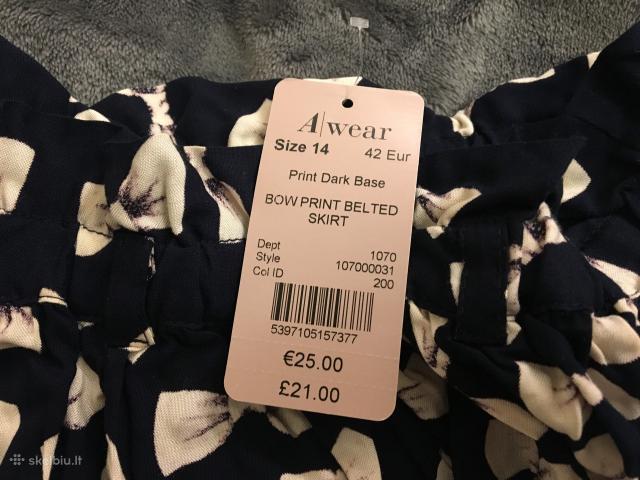 A|wear
Size 14 42 Eur
Print Dark Base
BOW PRINT BELTED
SKIRT
Dept 1070
Style 107000031
Col ID 200
5397105157377
€25.00
£21.00
skelbiu.lt